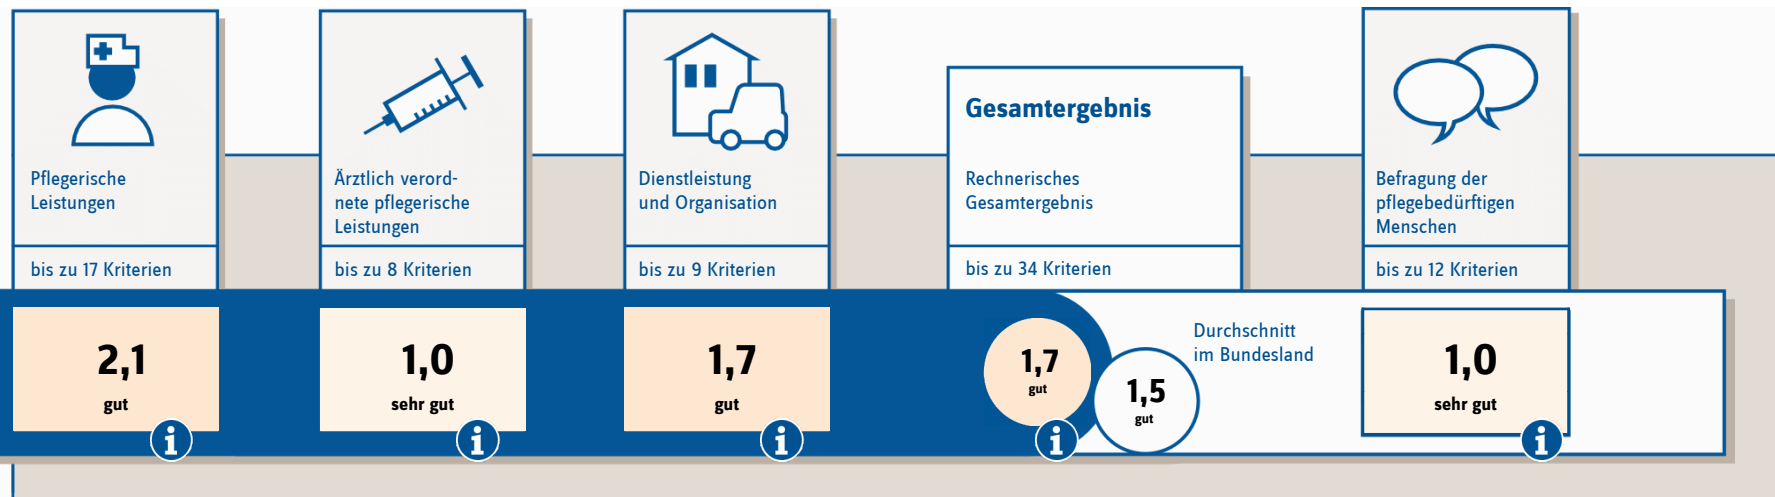 Pflegerische
Leistungen
bis zu 17 Kriterien
2,1
gut
i
Ärztlich verord-
nete pflegerische
Leistungen
bis zu 8 Kriterien
1,0
sehr gut
i
Dienstleistung
und Organisation
bis zu 9 Kriterien
1,7
gut
i
Gesamtergebnis
Rechnerisches
Gesamtergebnis
bis zu 34 Kriterien
1,7
gut
i
1,5
gut
Durchschnitt
im Bundesland
Befragung der
pflegebedürftigen
Menschen
bis zu 12 Kriterien
1,0
sehr gut
i